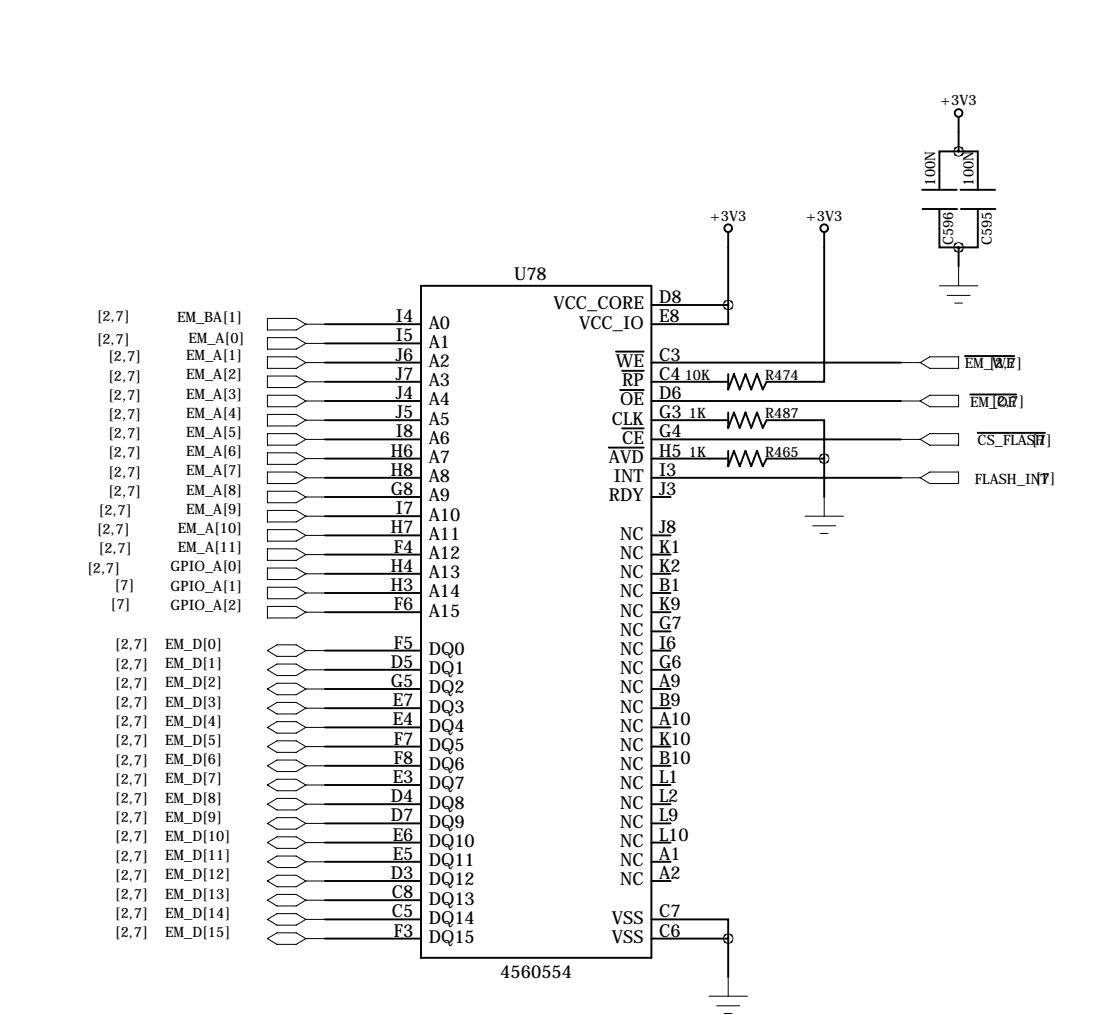 +3V3
100N 100N
C596 C595
+3V3 +3V3
U78
VCC_CORE D8
VCC_IO E8
[2,7] EM_BA[1] I4 A0
[2,7] EM_A[0] I5 A1
[2,7] EM_A[1] J6 A2
[2,7] EM_A[2] J7 A3
[2,7] EM_A[3] J4 A4
[2,7] EM_A[4] J5 A5
[2,7] EM_A[5] I8 A6
[2,7] EM_A[6] H6 A7
[2,7] EM_A[7] H8 A8
[2,7] EM_A[8] G8 A9
[2,7] EM_A[9] I7 A10
[2,7] EM_A[10] H7 A11
[2,7] EM_A[11] F4 A12
[2,7] GPIO_A[0] H4 A13
[7] GPIO_A[1] H3 A14
[7] GPIO_A[2] F6 A15
WE C3
RP C4 10K R474
OE D6
CLK G3 1K R487
CE G4 CS_FLASH
AVD H5 1K R465
INT I3
RDY J3
NC J8
NC K1
NC K2
NC B1
NC K9
NC G7
NC I6
NC G6
NC A9
NC B9
NC A10
NC K10
NC B10
NC L1
NC L2
NC L9
NC L10
NC A1
NC A2
[2,7] EM_D[0] F5 DQ0
[2,7] EM_D[1] D5 DQ1
[2,7] EM_D[2] G5 DQ2
[2,7] EM_D[3] E7 DQ3
[2,7] EM_D[4] E4 DQ4
[2,7] EM_D[5] F7 DQ5
[2,7] EM_D[6] F8 DQ6
[2,7] EM_D[7] E3 DQ7
[2,7] EM_D[8] D4 DQ8
[2,7] EM_D[9] D7 DQ9
[2,7] EM_D[10] E6 DQ10
[2,7] EM_D[11] E5 DQ11
[2,7] EM_D[12] D3 DQ12
[2,7] EM_D[13] C8 DQ13
[2,7] EM_D[14] C5 DQ14
[2,7] EM_D[15] F3 DQ15
VSS C7
VSS C6
4560554